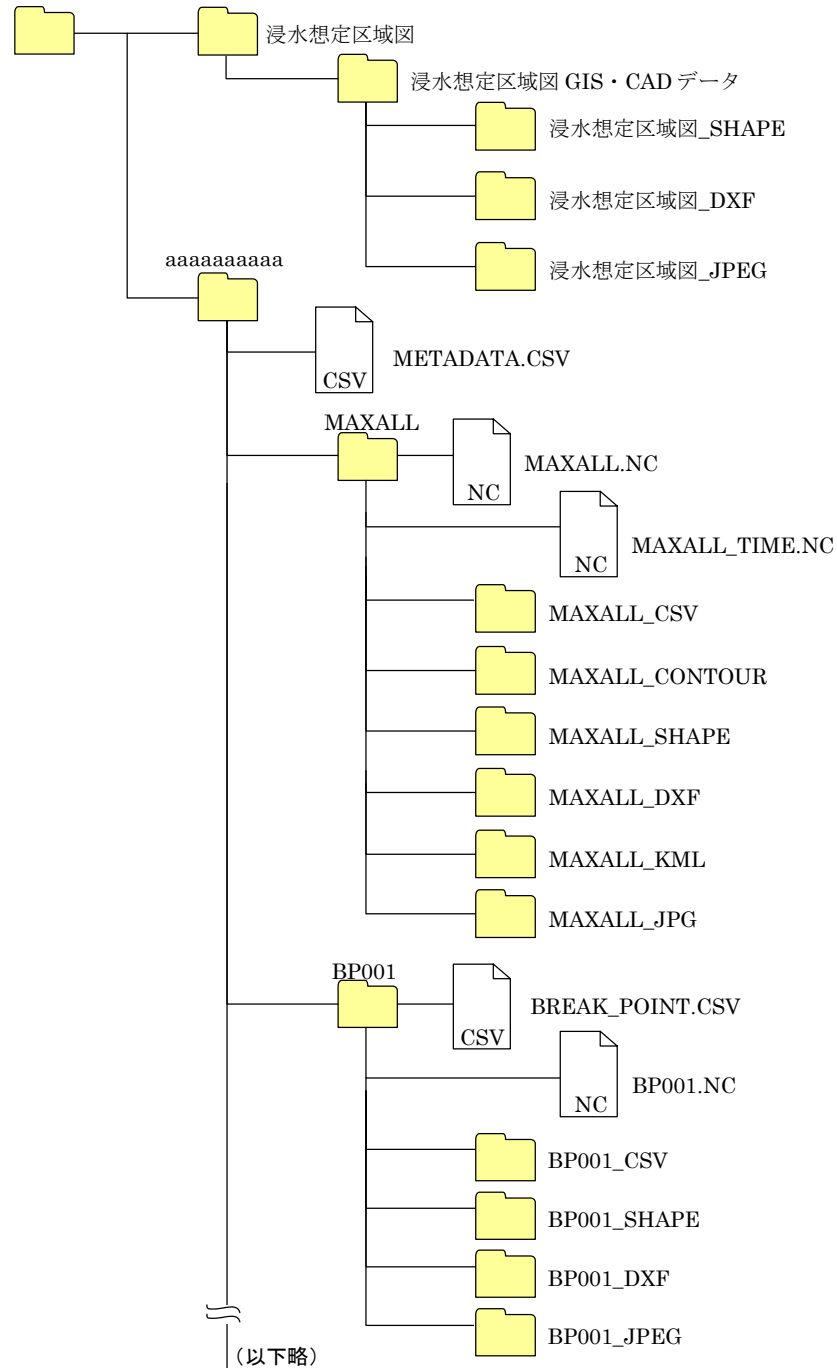 浸水想定区域図
浸水想定区域図 GIS・CAD データ
浸水想定区域図_SHAPE
浸水想定区域図_DXF
浸水想定区域図_JPEG
aaaaaaaaaa
CSV
METADATA.CSV
MAXALL
NC
MAXALL.NC
NC
MAXALL_TIME.NC
MAXALL_CSV
MAXALL_CONTOUR
MAXALL_SHAPE
MAXALL_DXF
MAXALL_KML
MAXALL_JPG
BP001
CSV
BREAK_POINT.CSV
NC
BP001.NC
BP001_CSV
BP001_SHAPE
BP001_DXF
BP001_JPEG
（以下略）